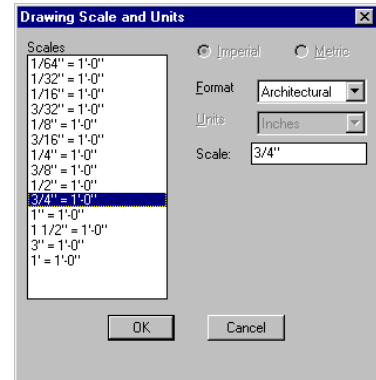 Drawing Scale and Units
Scales
1/64" = 1'-0"
1/32" = 1'-0"
1/16" = 1'-0"
3/32" = 1'-0"
1/8" = 1'-0"
3/16" = 1'-0"
1/4" = 1'-0"
3/8" = 1'-0"
1/2" = 1'-0"
3/4" = 1'-0"
1" = 1'-0"
1 1/2" = 1'-0"
3" = 1'-0"
1' = 1'-0"
Imperial Metric
Format Architectural
Units Inches
Scale: 3/4"
OK Cancel